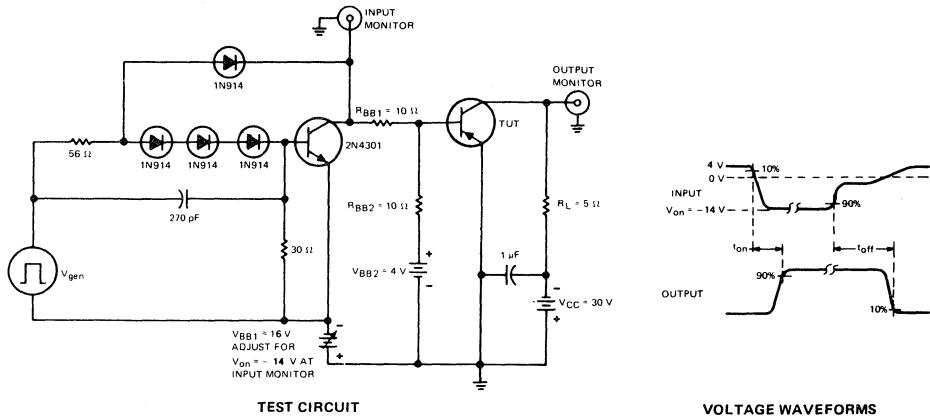 INPUT
MONITOR
1N914
OUTPUT
MONITOR
R_BB1 = 10 Ω
TUT
56 Ω
1N914
1N914
1N914
2N4301
270 pF
R_BB2 = 10 Ω
R_L = 5 Ω
30 Ω
1 µF
V_gen
V_BB2 = 4 V
+
-
-
V_CC = 30 V
+
V_BB1 ≈ 16 V
ADJUST FOR
V_on = - 14 V AT
INPUT MONITOR
-
+
TEST CIRCUIT
4 V
0 V
10%
INPUT
V_on = -14 V
90%
t_on
t_off
90%
OUTPUT
10%
VOLTAGE WAVEFORMS